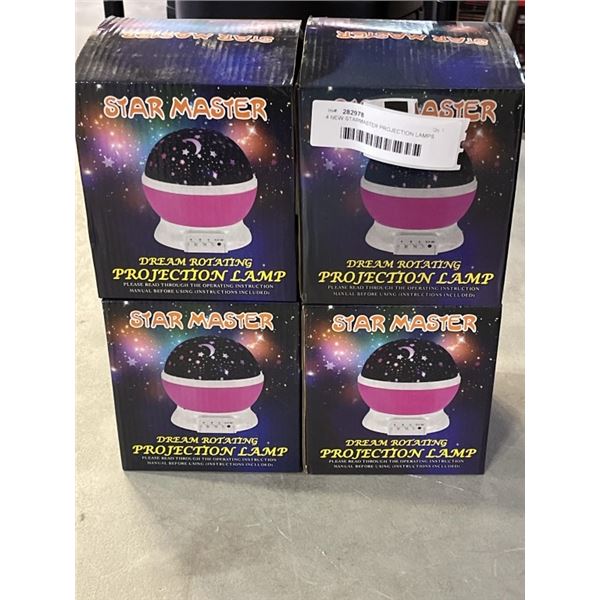 STAR MASTER
STAR MASTER
STAR MASTER
DREAM ROTATING
PROJECTION LAMP
PLEASE READ THROUGH THE OPERATING INSTRUCTION
MANUAL BEFORE USING (INSTRUCTIONS INCLUDED)
MASTER
282978
4 NEW STARMASTER PROJECTION LAMPS
DREAM ROTATING
PROJECTION LAMP
PLEASE READ THROUGH THE OPERATING INSTRUCTION
MANUAL BEFORE USING (INSTRUCTIONS INCLUDED)
STAR MASTER
DREAM ROTATING
PROJECTION LAMP
PLEASE READ THROUGH THE OPERATING INSTRUCTION
MANUAL BEFORE USING (INSTRUCTIONS INCLUDED)
STAR MASTER
DREAM ROTATING
PROJECTION LAMP
PLEASE READ THROUGH THE OPERATING INSTRUCTION
MANUAL BEFORE USING (INSTRUCTIONS INCLUDED)